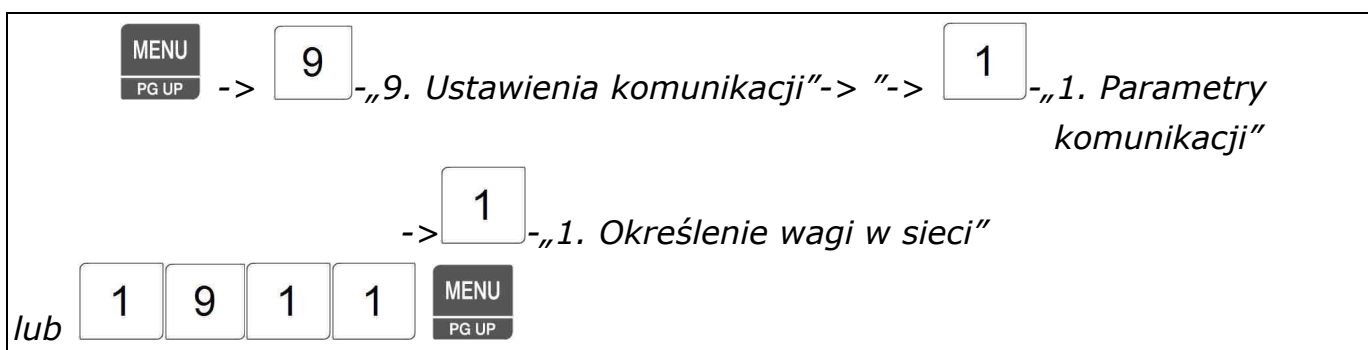 MENU PG UP -> 9 -„9. Ustawienia komunikacji”-> ”-> 1 -„1. Parametry
komunikacji”
-> 1 -„1. Określenie wagi w sieci”
lub 1 9 1 1 MENU PG UP